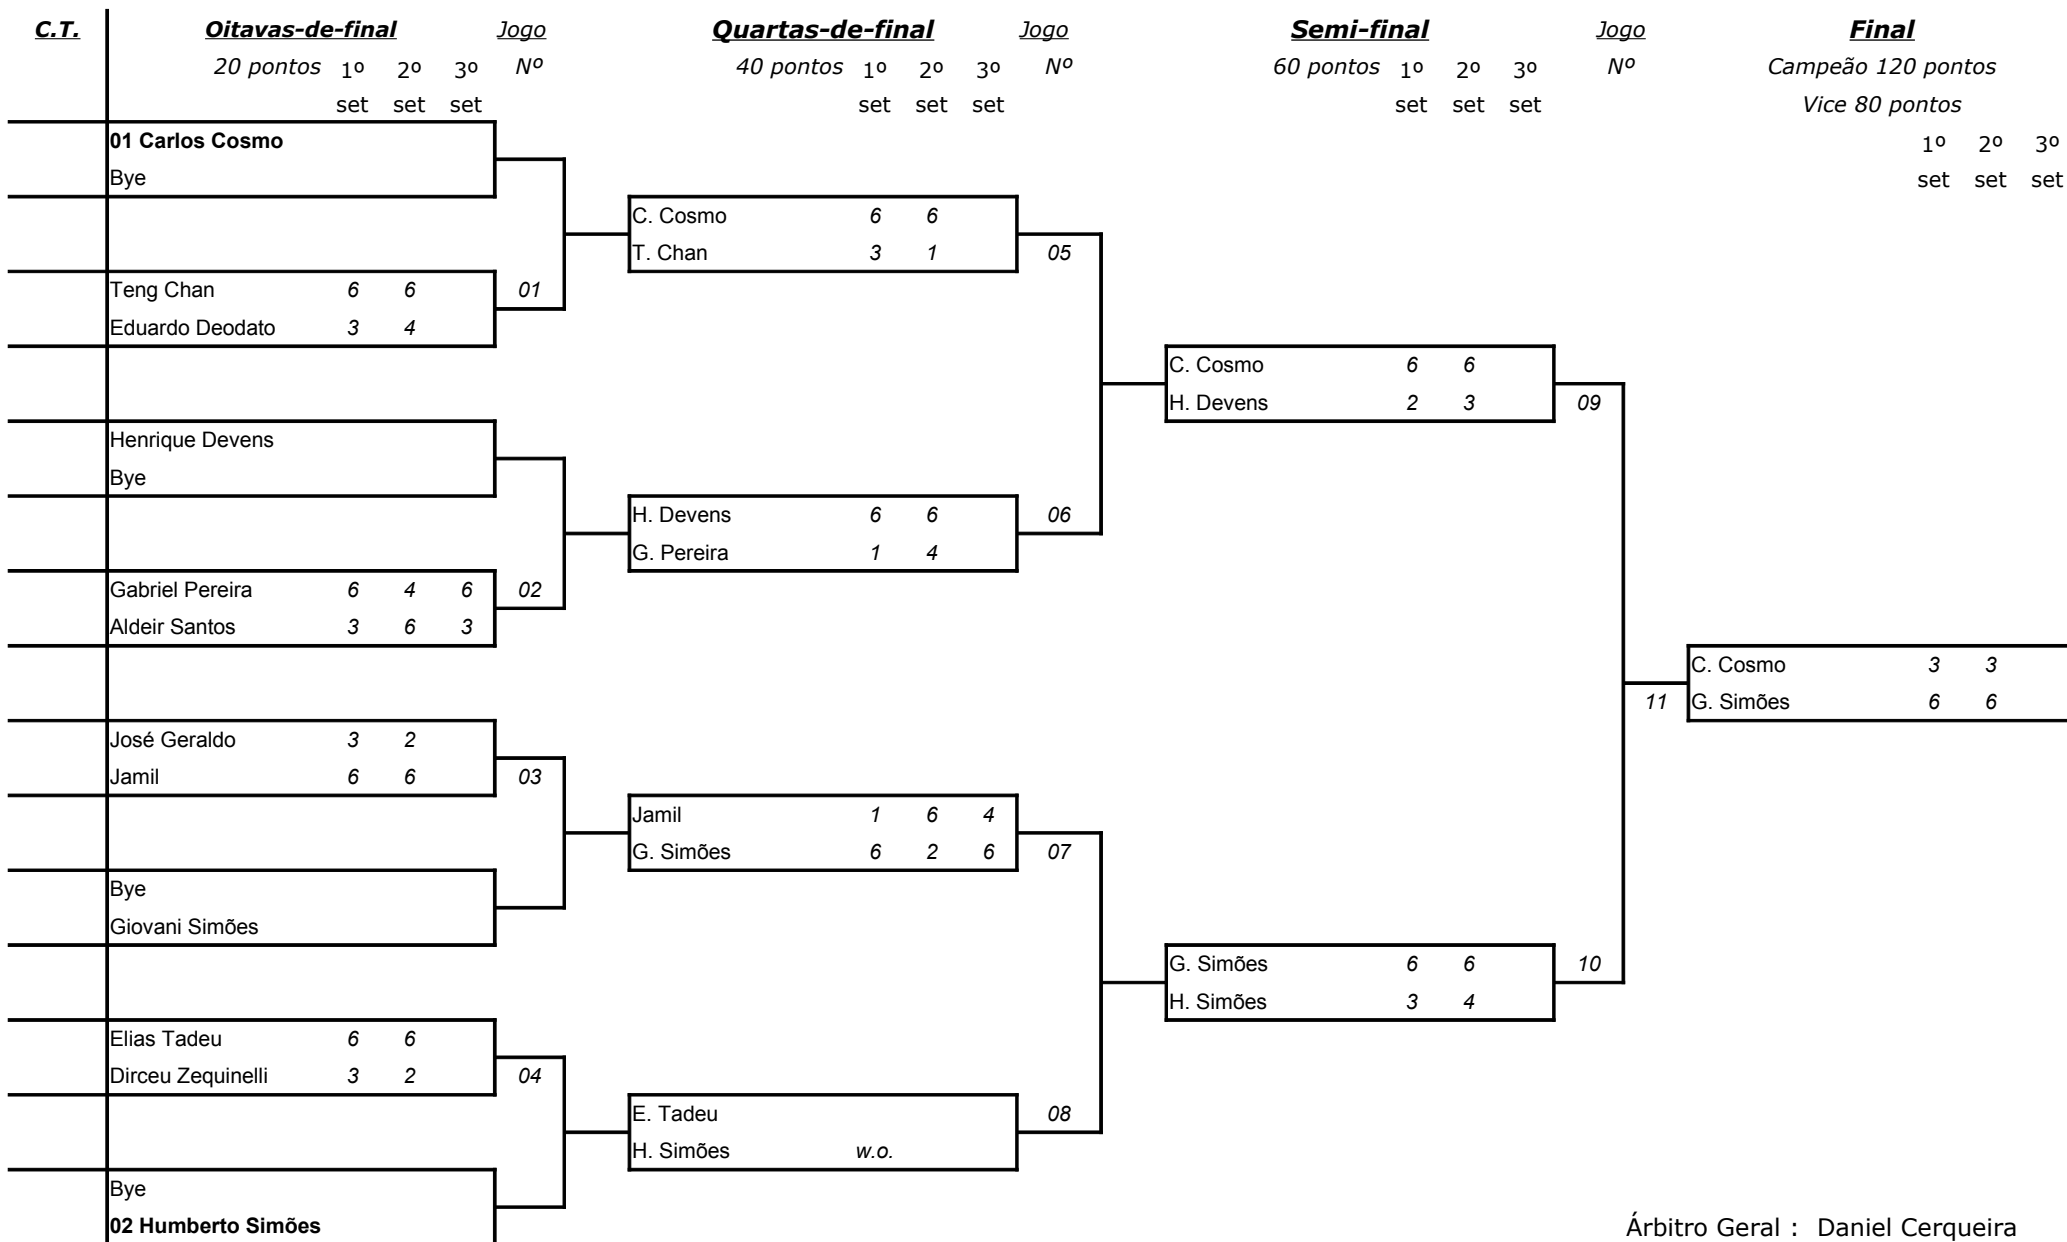 C.T. Oitavas-de-final Jogo Quartas-de-final Jogo Semi-final Jogo Final
20 pontos 1º 2º 3º Nº 40 pontos 1º 2º 3º Nº 60 pontos 1º 2º 3º Nº Campeão 120 pontos
set set set set set set set set set Vice 80 pontos
01 Carlos Cosmo 1º 2º 3º
Bye set set set
C. Cosmo 6 6
T. Chan 3 1 05
Teng Chan 6 6 01
Eduardo Deodato 3 4
C. Cosmo 6 6
H. Devens 2 3 09
Henrique Devens
Bye
H. Devens 6 6 06
G. Pereira 1 4
Gabriel Pereira 6 4 6 02
Aldeir Santos 3 6 3
C. Cosmo 3 3
11 G. Simões 6 6
José Geraldo 3 2
Jamil 6 6 03
Jamil 1 6 4
G. Simões 6 2 6 07
Bye
Giovani Simões
G. Simões 6 6 10
H. Simões 3 4
Elias Tadeu 6 6
Dirceu Zequinelli 3 2 04
E. Tadeu 08
H. Simões w.o.
Bye
02 Humberto Simões Árbitro Geral : Daniel Cerqueira